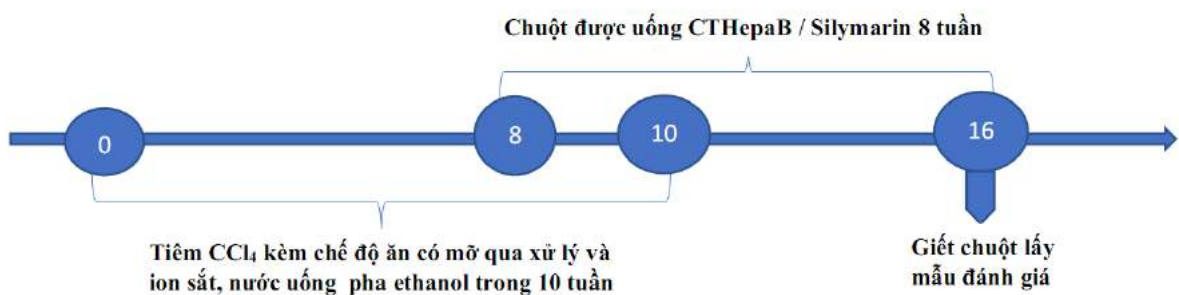 Chuột được uống CTHepaB / Silymarin 8 tuần
0
8
10
16
Tiêm CCl₄ kèm chế độ ăn có mỡ qua xử lý và
ion sắt, nước uống pha ethanol trong 10 tuần
Giết chuột lấy
mẫu đánh giá